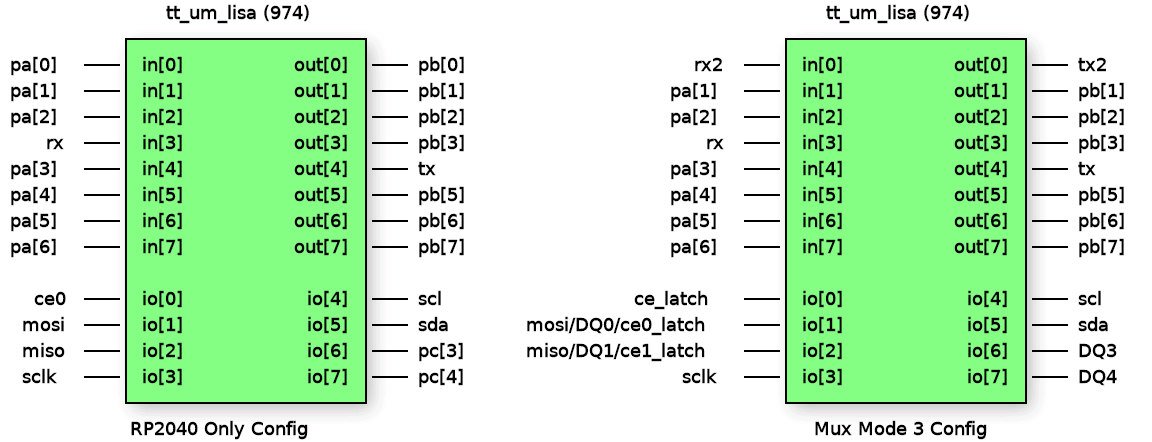 tt_um_lisa (974)
pa[0] in[0] out[0] pb[0]
pa[1] in[1] out[1] pb[1]
pa[2] in[2] out[2] pb[2]
rx in[3] out[3] pb[3]
pa[3] in[4] out[4] tx
pa[4] in[5] out[5] pb[5]
pa[5] in[6] out[6] pb[6]
pa[6] in[7] out[7] pb[7]
ce0 io[0] io[4] scl
mosi io[1] io[5] sda
miso io[2] io[6] pc[3]
sclk io[3] io[7] pc[4]
RP2040 Only Config
tt_um_lisa (974)
rx2 in[0] out[0] tx2
pa[1] in[1] out[1] pb[1]
pa[2] in[2] out[2] pb[2]
rx in[3] out[3] pb[3]
pa[3] in[4] out[4] tx
pa[4] in[5] out[5] pb[5]
pa[5] in[6] out[6] pb[6]
pa[6] in[7] out[7] pb[7]
ce_latch io[0] io[4] scl
mosi/DQ0/ce0_latch io[1] io[5] sda
miso/DQ1/ce1_latch io[2] io[6] DQ3
sclk io[3] io[7] DQ4
Mux Mode 3 Config